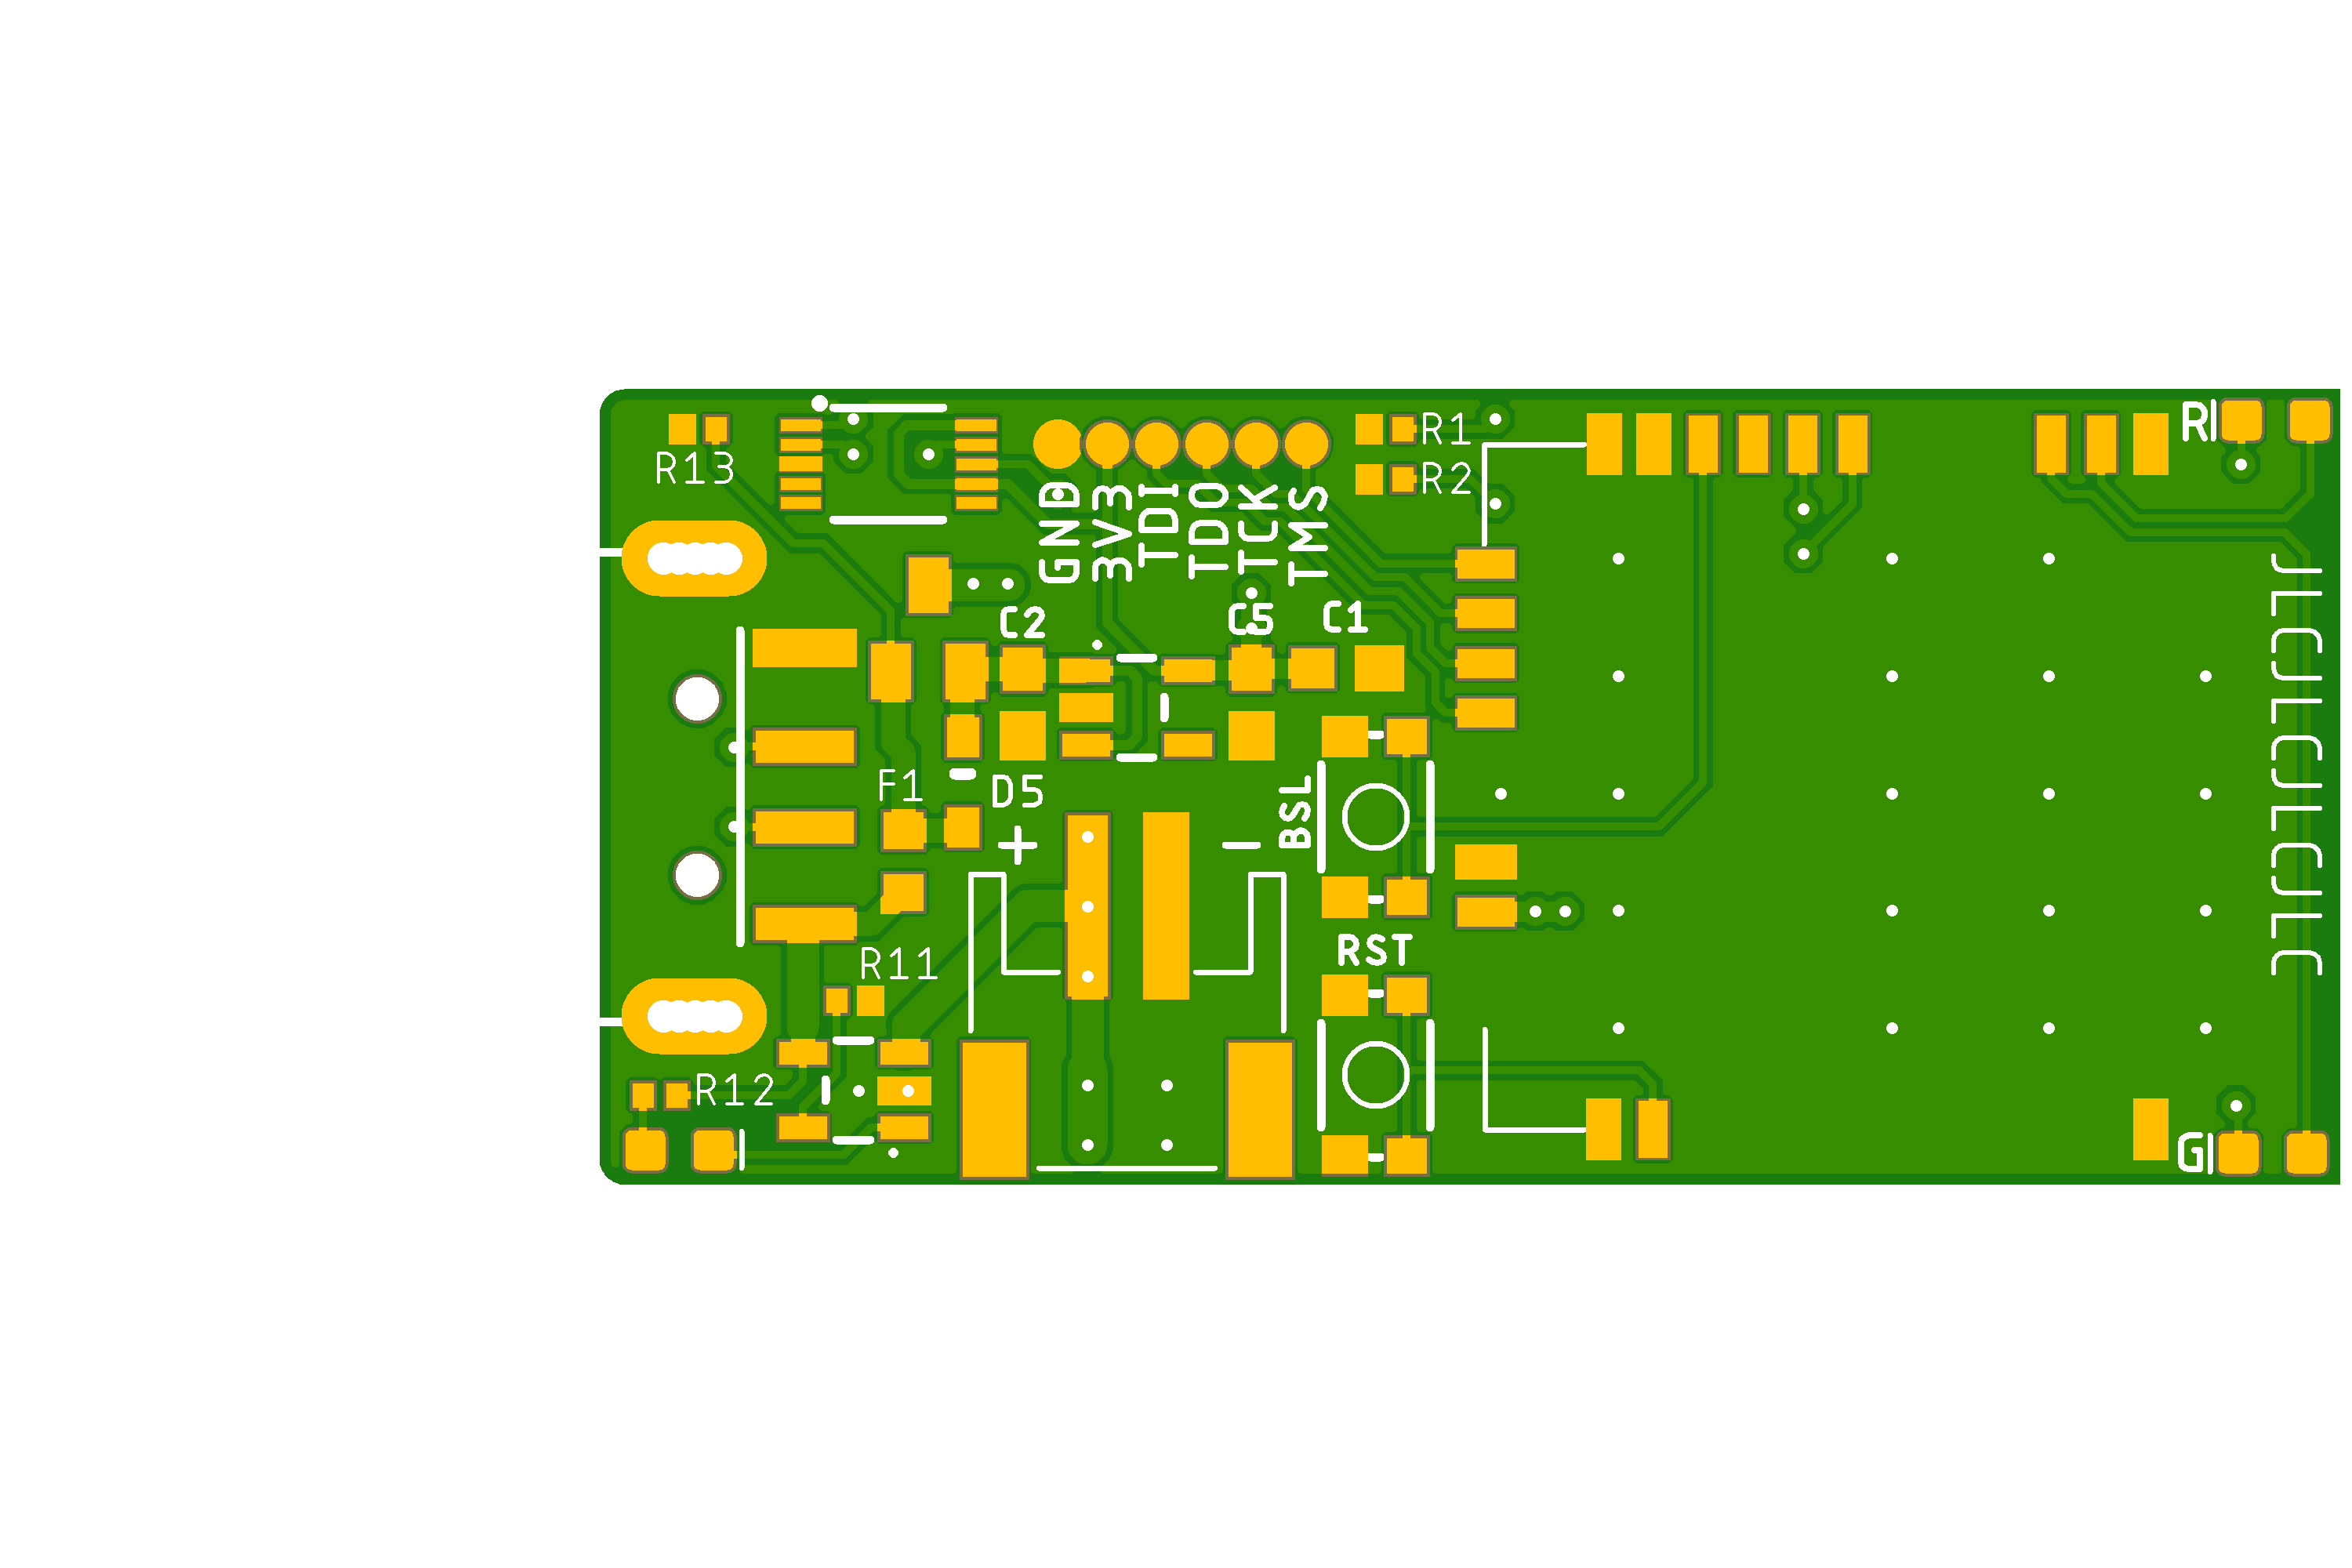 R13
R1
R2
R
GND
3V3
TDI
TDO
TCK
TMS
C2
C5
C1
F1
D5
+
-
BSL
R11
RST
R12
G
JLCJLCJLCJLC